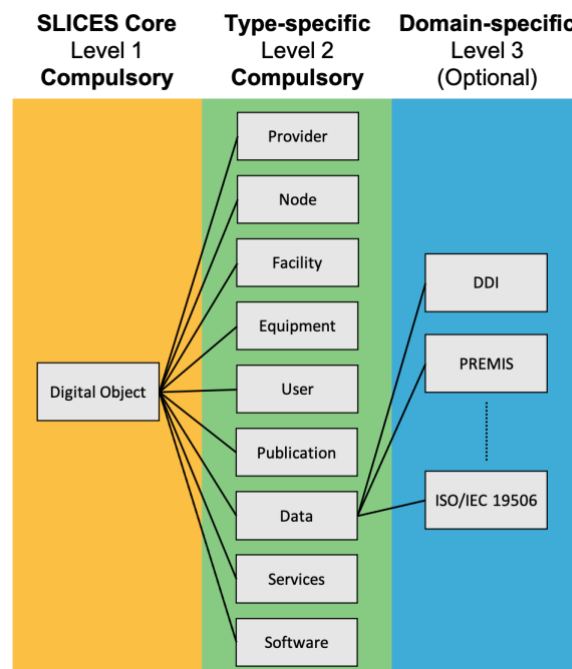 SLICES Core
Level 1
Compulsory
Type-specific
Level 2
Compulsory
Domain-specific
Level 3
(Optional)
Provider
Node
Facility
Equipment
User
Publication
Data
Services
Software
Digital Object
DDI
PREMIS
ISO/IEC 19506